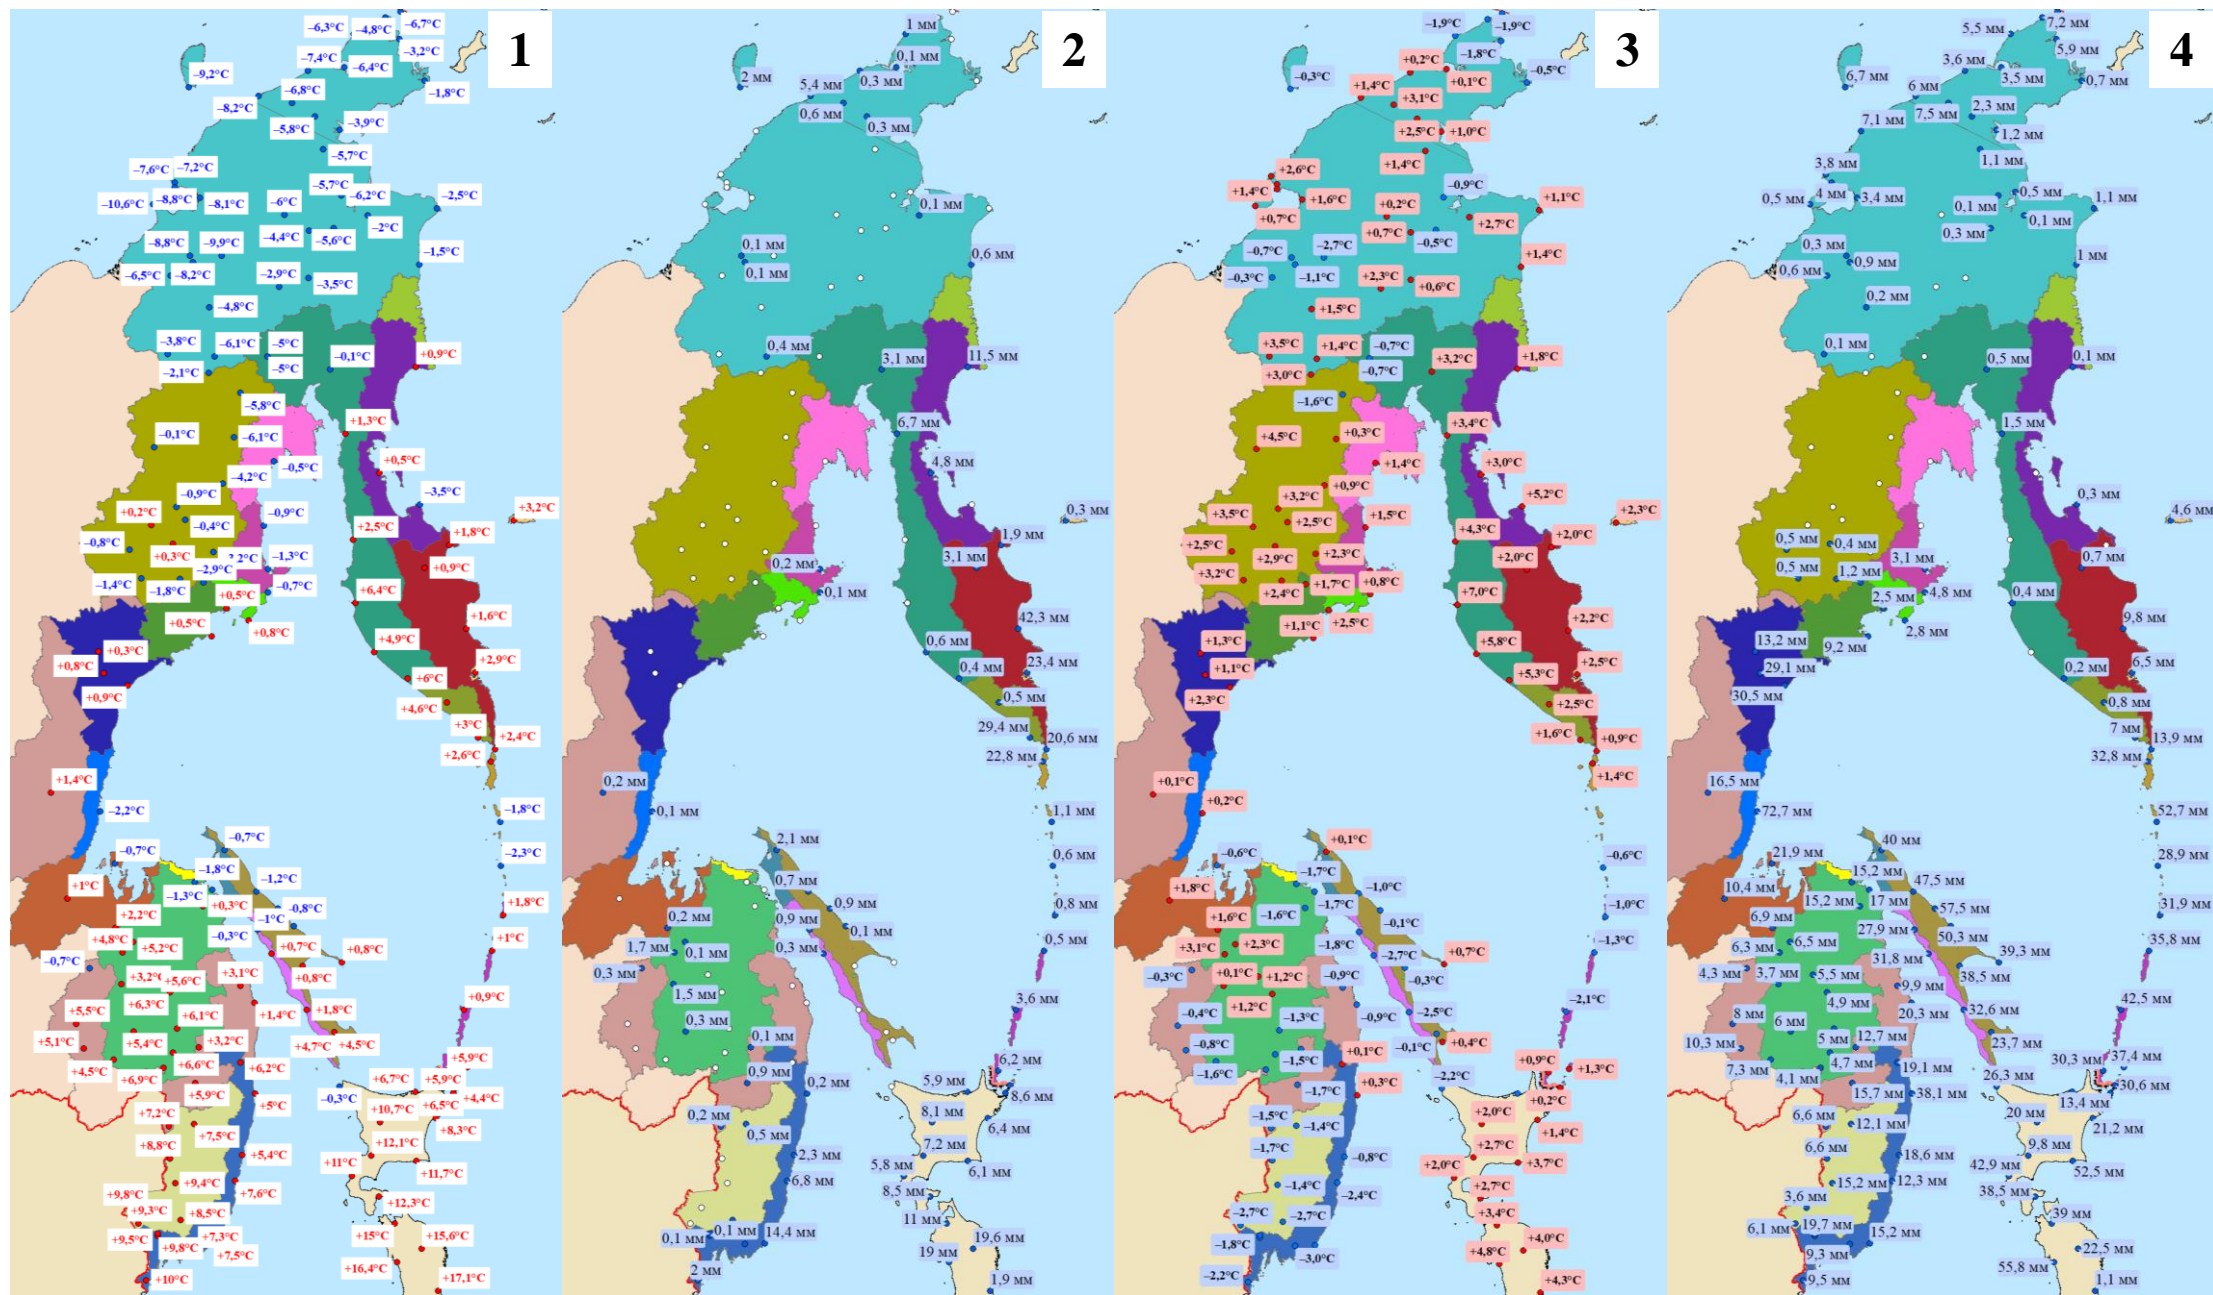 1
–6,3°C
–4,8°C
–6,7°C
–3,2°C
–7,4°C
–6,4°C
–9,2°C
–1,8°C
–6,8°C
–8,2°C
–5,8°C
–3,9°C
–5,7°C
–7,6°C
–7,2°C
–5,7°C
–6,2°C
–2,5°C
–10,6°C
–8,8°C
–8,1°C
–6°C
–2°C
–8,8°C
–9,9°C
–4,4°C
–5,6°C
–1,5°C
–6,5°C
–8,2°C
–2,9°C
–3,5°C
–4,8°C
–3,8°C
–6,1°C
–5°C
–0,1°C
+0,9°C
–2,1°C
–5°C
–5,8°C
+1,3°C
–0,1°C
–6,1°C
–0,5°C
+0,5°C
–4,2°C
–0,9°C
–3,5°C
+3,2°C
+0,2°C
–0,4°C
–0,9°C
+2,5°C
+1,8°C
–0,8°C
+0,3°C
–1,3°C
+0,9°C
–2,9°C
–1,4°C
–1,8°C
+0,5°C
–0,7°C
+6,4°C
+0,5°C
+0,8°C
+1,6°C
+4,9°C
+0,3°C
+0,8°C
+0,9°C
+2,9°C
+6°C
+4,6°C
+3°C
+2,4°C
+2,6°C
+1,4°C
–2,2°C
–1,8°C
–0,7°C
–0,7°C
–2,3°C
–1,8°C
–1,2°C
+1°C
–1,3°C
+0,3°C
–0,8°C
+1,8°C
+2,2°C
–1°C
+4,8°C
+5,2°C
–0,3°C
+0,7°C
+0,8°C
+1°C
–0,7°C
+3,2°C
+5,6°C
+3,1°C
+0,8°C
+6,3°C
+5,5°C
+6,1°C
+1,4°C
+1,8°C
+0,9°C
+5,1°C
+5,4°C
+3,2°C
+4,7°C
+4,5°C
+4,5°C
+6,9°C
+6,6°C
+6,2°C
+5,9°C
+6,7°C
+5,9°C
+5,9°C
–0,3°C
+4,4°C
+7,2°C
+5°C
+10,7°C
+6,5°C
+7,5°C
+8,3°C
+8,8°C
+12,1°C
+5,4°C
+11°C
+11,7°C
+9,8°C
+9,4°C
+7,6°C
+12,3°C
+9,3°C
+8,5°C
+9,5°C
+9,8°C
+7,3°C
+7,5°C
+15°C
+15,6°C
+10°C
+16,4°C
+17,1°C
2
1 мм
0,1 мм
2 мм
5,4 мм
0,3 мм
0,6 мм
0,3 мм
0,1 мм
0,1 мм
0,1 мм
0,6 мм
0,4 мм
3,1 мм
11,5 мм
6,7 мм
4,8 мм
0,3 мм
1,9 мм
3,1 мм
0,2 мм
0,1 мм
42,3 мм
0,6 мм
0,4 мм
23,4 мм
0,5 мм
29,4 мм
20,6 мм
22,8 мм
0,2 мм
0,1 мм
1,1 мм
2,1 мм
0,6 мм
0,7 мм
0,2 мм
0,9 мм
0,9 мм
0,8 мм
0,1 мм
1,7 мм
0,1 мм
0,3 мм
0,5 мм
0,3 мм
1,5 мм
3,6 мм
0,3 мм
0,1 мм
6,2 мм
0,9 мм
0,2 мм
5,9 мм
8,6 мм
0,2 мм
8,1 мм
0,5 мм
6,4 мм
7,2 мм
2,3 мм
5,8 мм
6,1 мм
6,8 мм
8,5 мм
11 мм
0,1 мм
0,1 мм
14,4 мм
19 мм
19,6 мм
2 мм
1,9 мм
3
–1,9°C
–1,9°C
–1,8°C
+0,2°C
–0,3°C
+0,1°C
–0,5°C
+1,4°C
+3,1°C
+2,5°C
+1,0°C
+1,4°C
+2,6°C
+1,4°C
+1,6°C
–0,9°C
+1,1°C
+0,7°C
+0,2°C
+2,7°C
+0,7°C
–0,5°C
–0,7°C
–2,7°C
+1,4°C
–0,3°C
–1,1°C
+2,3°C
+0,6°C
+1,5°C
+3,5°C
+1,4°C
–0,7°C
+3,2°C
+1,8°C
+3,0°C
–0,7°C
–1,6°C
+3,4°C
+4,5°C
+0,3°C
+1,4°C
+3,0°C
+0,9°C
+3,2°C
+5,2°C
+3,5°C
+2,5°C
+1,5°C
+2,3°C
+4,3°C
+2,0°C
+2,5°C
+2,9°C
+2,3°C
+2,0°C
+3,2°C
+2,4°C
+1,7°C
+0,8°C
+7,0°C
+1,1°C
+2,5°C
+2,2°C
+1,3°C
+5,8°C
+1,1°C
+2,5°C
+5,3°C
+2,3°C
+2,5°C
+1,6°C
+0,9°C
+1,4°C
+0,1°C
+0,2°C
+0,1°C
–0,6°C
–0,6°C
–1,7°C
–1,0°C
+1,8°C
–1,7°C
–1,0°C
+1,6°C
–1,6°C
–0,1°C
+3,1°C
+2,3°C
–1,8°C
–2,7°C
+0,7°C
–1,3°C
–0,3°C
+0,1°C
+1,2°C
–0,9°C
–0,3°C
+1,2°C
–2,1°C
–0,4°C
–1,3°C
–0,9°C
–2,5°C
–0,8°C
–1,5°C
+0,1°C
–0,1°C
+0,4°C
+0,9°C
–1,6°C
–1,7°C
+0,3°C
–2,2°C
+1,3°C
+0,2°C
–1,5°C
–1,4°C
+2,0°C
+1,4°C
–1,7°C
–0,8°C
+2,7°C
+2,0°C
+3,7°C
–1,4°C
–2,4°C
+2,7°C
–2,7°C
–2,7°C
+3,4°C
–1,8°C
–3,0°C
+4,8°C
+4,0°C
–2,2°C
+4,3°C
4
7,2 мм
5,5 мм
5,9 мм
3,6 мм
3,5 мм
6,7 мм
0,7 мм
6 мм
2,3 мм
7,1 мм
7,5 мм
1,2 мм
1,1 мм
3,8 мм
0,5 мм
4 мм
3,4 мм
0,5 мм
1,1 мм
0,1 мм
0,1 мм
0,3 мм
0,3 мм
0,9 мм
1 мм
0,6 мм
0,2 мм
0,1 мм
0,5 мм
0,1 мм
1,5 мм
0,3 мм
4,6 мм
0,5 мм
0,4 мм
3,1 мм
0,7 мм
0,5 мм
1,2 мм
2,5 мм
4,8 мм
0,4 мм
2,8 мм
9,8 мм
13,2 мм
9,2 мм
29,1 мм
0,2 мм
6,5 мм
30,5 мм
0,8 мм
7 мм
13,9 мм
32,8 мм
16,5 мм
72,7 мм
52,7 мм
21,9 мм
40 мм
28,9 мм
15,2 мм
10,4 мм
47,5 мм
15,2 мм
17 мм
57,5 мм
31,9 мм
6,9 мм
27,9 мм
6,3 мм
6,5 мм
50,3 мм
39,3 мм
35,8 мм
4,3 мм
3,7 мм
5,5 мм
31,8 мм
38,5 мм
9,9 мм
4,9 мм
42,5 мм
8 мм
6 мм
20,3 мм
32,6 мм
10,3 мм
5 мм
12,7 мм
23,7 мм
30,3 мм
37,4 мм
7,3 мм
4,1 мм
4,7 мм
19,1 мм
26,3 мм
30,6 мм
15,7 мм
38,1 мм
13,4 мм
6,6 мм
12,1 мм
20 мм
21,2 мм
6,6 мм
18,6 мм
9,8 мм
42,9 мм
52,5 мм
15,2 мм
12,3 мм
3,6 мм
38,5 мм
6,1 мм
19,7 мм
15,2 мм
39 мм
9,3 мм
22,5 мм
55,8 мм
9,5 мм
1,1 мм